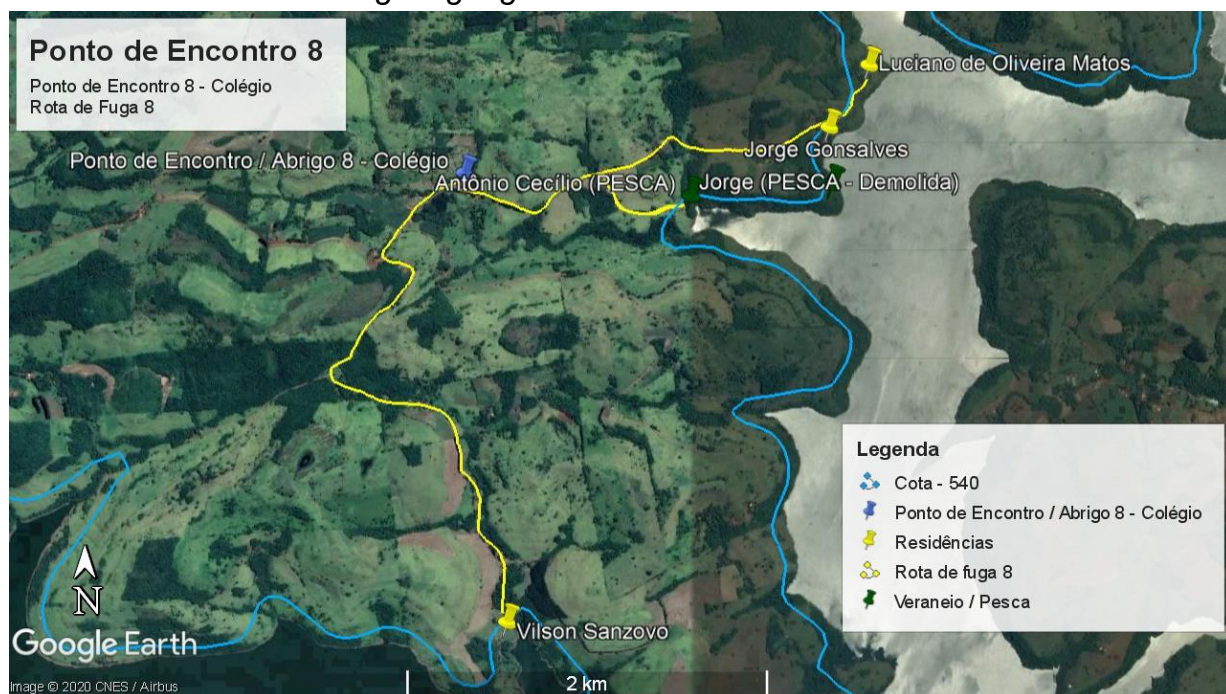 Ponto de Encontro 8
Ponto de Encontro 8 - Colégio
Rota de Fuga 8
Luciano de Oliveira Matos
Jorge Gonsalves
Ponto de Encontro / Abrigo 8 - Colégio
Antônio Cecílio (PESCA)
Jorge (PESCA - Demolida)
Legenda
Cota - 540
Ponto de Encontro / Abrigo 8 - Colégio
Residências
Rota de fuga 8
Veraneio / Pesca
N
Google Earth
Vilson Sanzovo
Image © 2020 CNES / Airbus
2 km